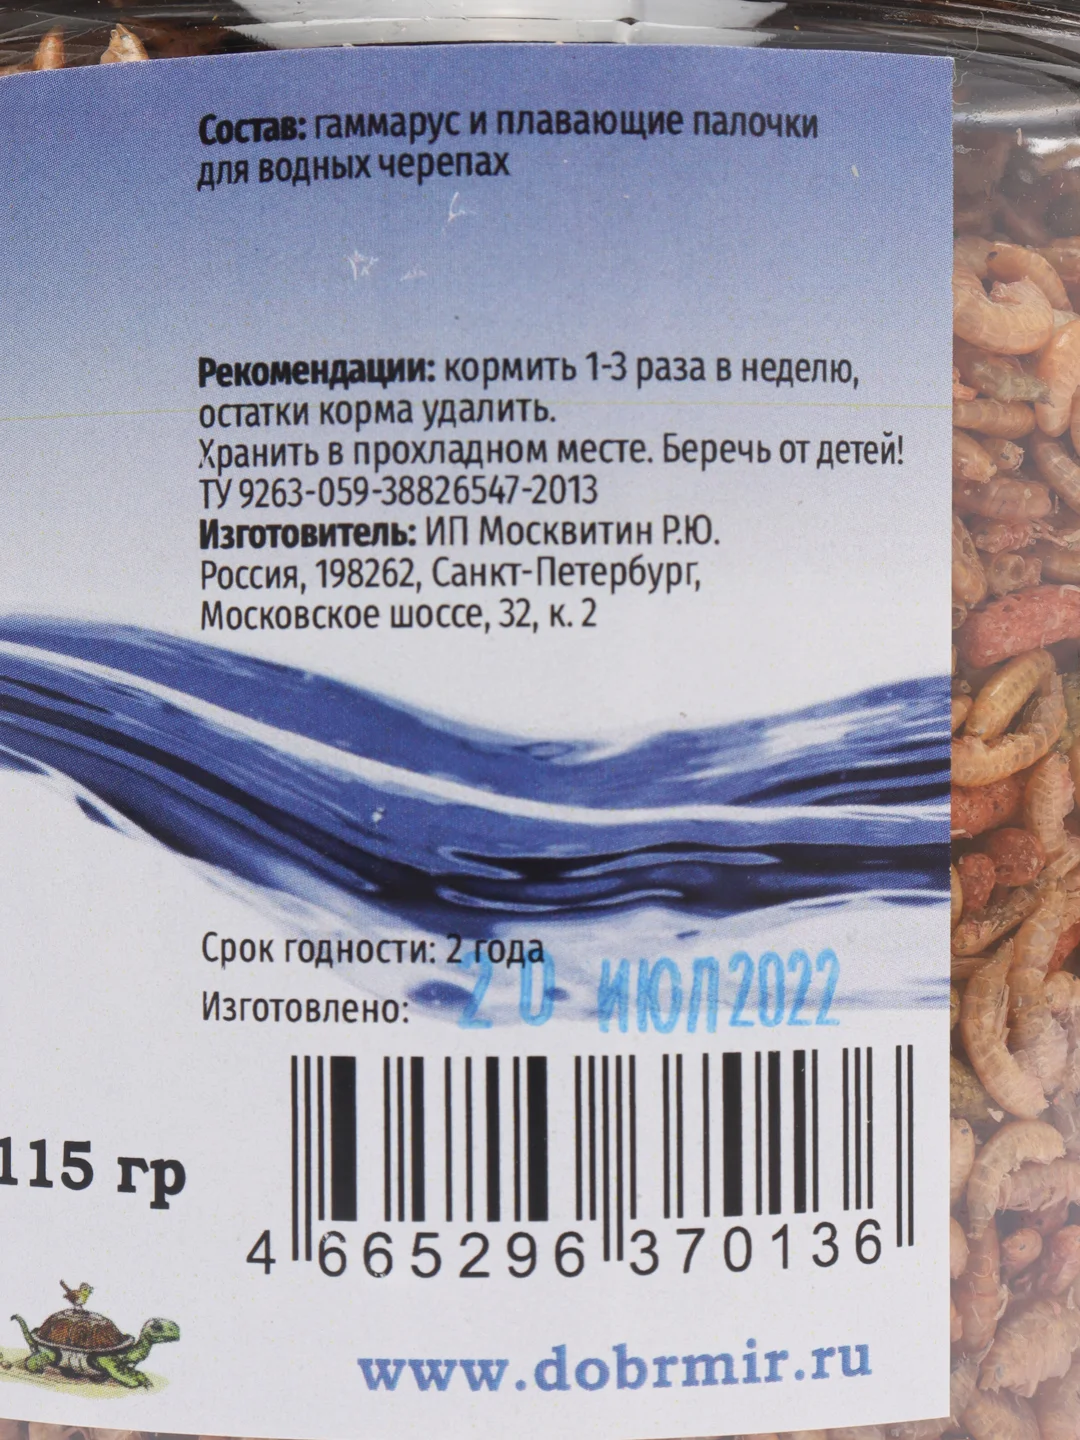 Состав: гаммарус и плавающие палочки
для водных черепах
Рекомендации: кормить 1-3 раза в неделю,
остатки корма удалить.
Хранить в прохладном месте. Беречь от детей!
ТУ 9263-059-38826547-2013
Изготовитель: ИП Москвитин Р.Ю.
Россия, 198262, Санкт-Петербург,
Московское шоссе, 32, к. 2
Срок годности: 2 года
Изготовлено: 20 ИЮЛ 2022
115 гр
4 665296 370136
www.dobrmir.ru